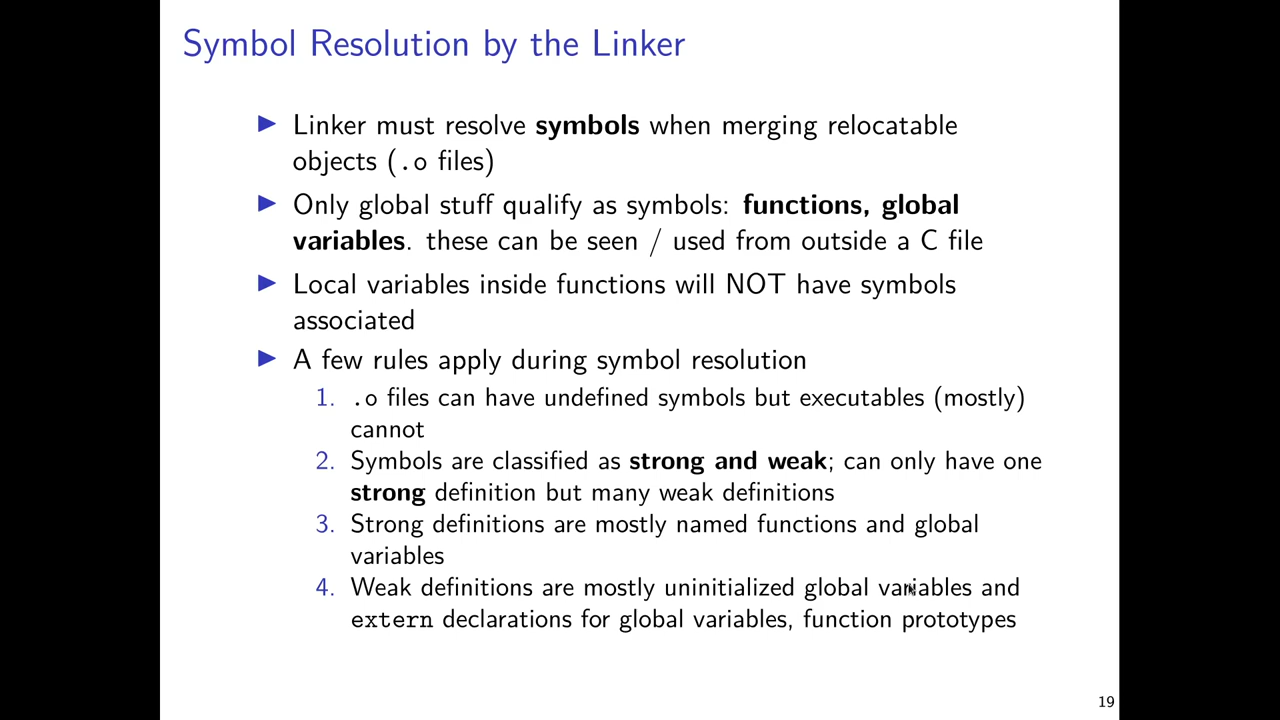 Symbol Resolution by the Linker
▶ Linker must resolve symbols when merging relocatable
objects (.o files)
▶ Only global stuff qualify as symbols: functions, global
variables. these can be seen / used from outside a C file
▶ Local variables inside functions will NOT have symbols
associated
▶ A few rules apply during symbol resolution
1. .o files can have undefined symbols but executables (mostly)
cannot
2. Symbols are classified as strong and weak; can only have one
strong definition but many weak definitions
3. Strong definitions are mostly named functions and global
variables
4. Weak definitions are mostly uninitialized global variables and
extern declarations for global variables, function prototypes
19